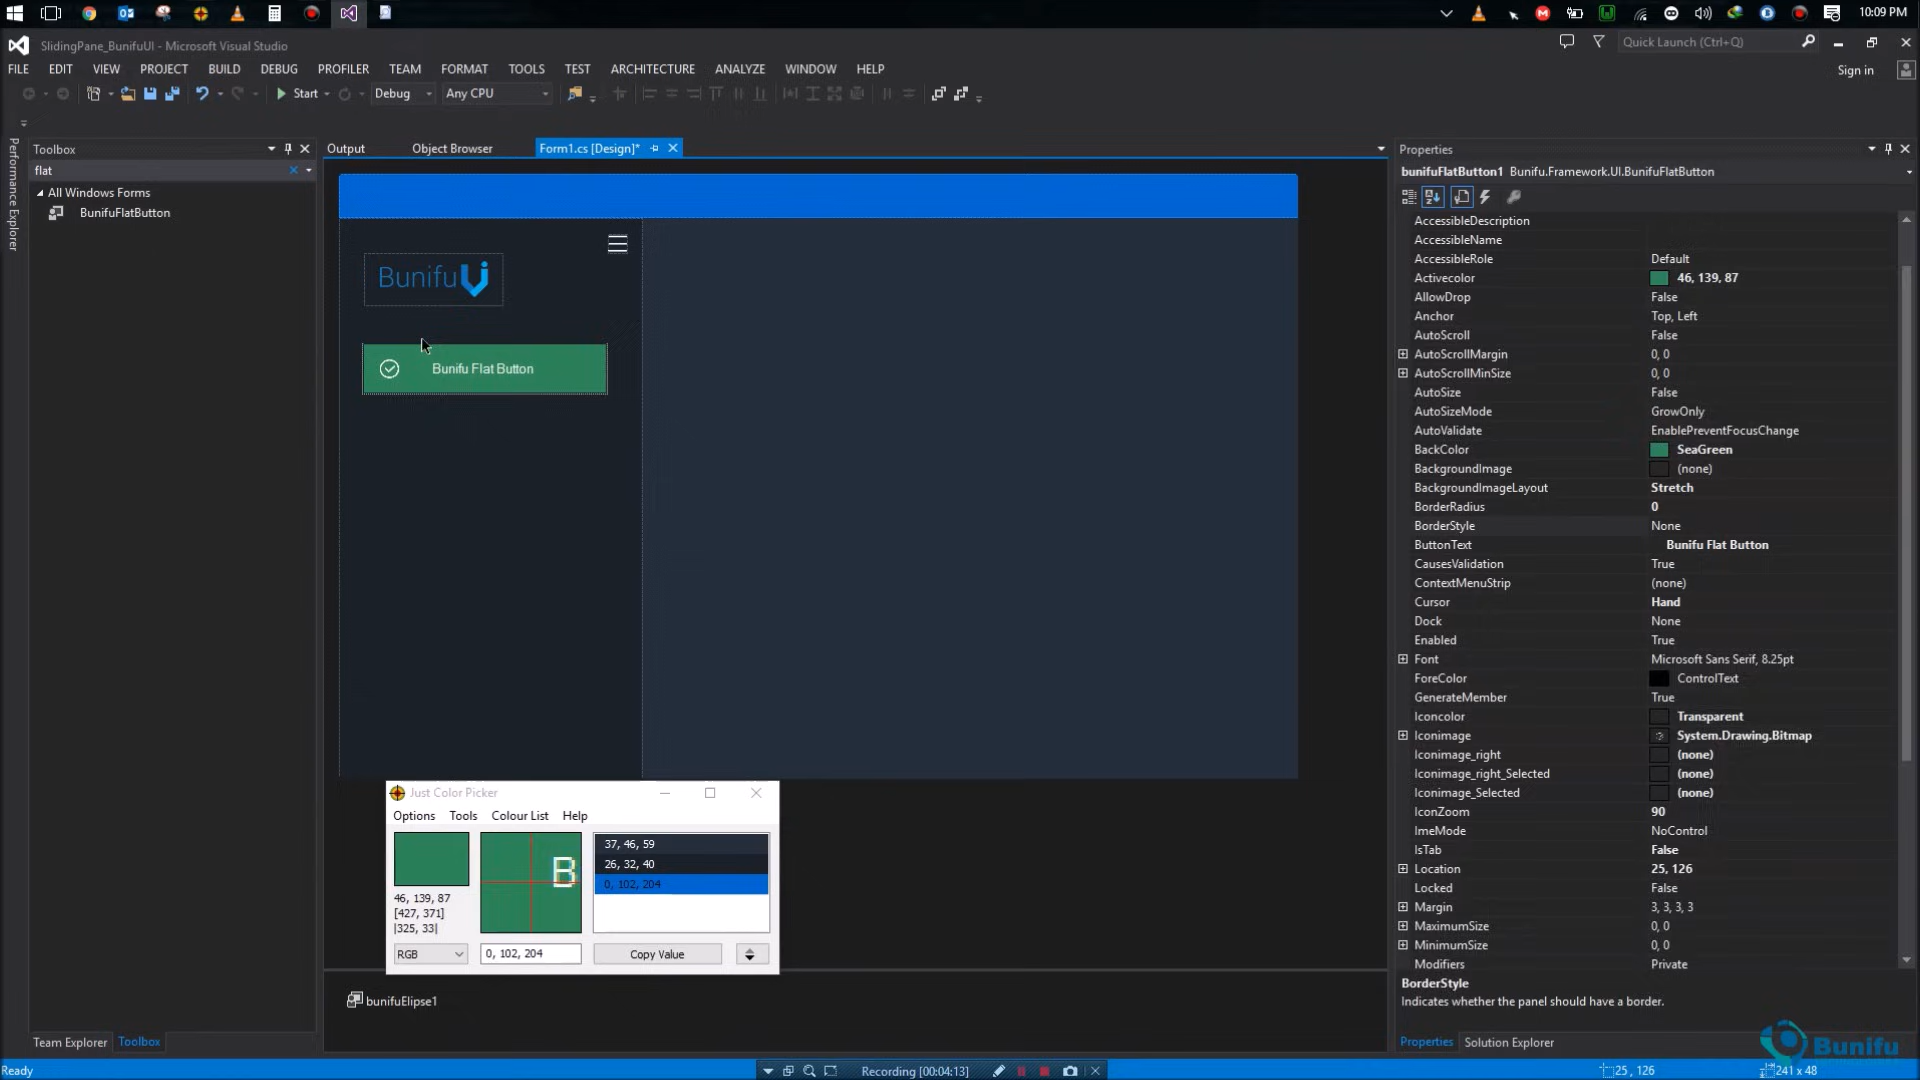 10:09 PM
SlidingPane_BunifuUI - Microsoft Visual Studio
Quick Launch (Ctrl+Q)
FILE EDIT VIEW PROJECT BUILD DEBUG PROFILER TEAM FORMAT TOOLS TEST ARCHITECTURE ANALYZE WINDOW HELP
Sign in
Start Debug Any CPU
Performance Explorer
Toolbox
flat
All Windows Forms
BunifuFlatButton
Output Object Browser Form1.cs [Design]*
Bunifu
Bunifu Flat Button
Just Color Picker
Options Tools Colour List Help
B
46, 139, 87
[427, 371]
|325, 33|
37, 46, 59
26, 32, 40
0, 102, 204
RGB 0, 102, 204 Copy Value
bunifuElipse1
Properties
bunifuFlatButton1 Bunifu.Framework.UI.BunifuFlatButton
AccessibleDescription
AccessibleName
AccessibleRole Default
Activecolor 46, 139, 87
AllowDrop False
Anchor Top, Left
AutoScroll False
AutoScrollMargin 0, 0
AutoScrollMinSize 0, 0
AutoSize False
AutoSizeMode GrowOnly
AutoValidate EnablePreventFocusChange
BackColor SeaGreen
BackgroundImage (none)
BackgroundImageLayout Stretch
BorderRadius 0
BorderStyle None
ButtonText Bunifu Flat Button
CausesValidation True
ContextMenuStrip (none)
Cursor Hand
Dock None
Enabled True
Font Microsoft Sans Serif, 8.25pt
ForeColor ControlText
GenerateMember True
Iconcolor Transparent
Iconimage System.Drawing.Bitmap
Iconimage_right (none)
Iconimage_right_Selected (none)
Iconimage_Selected (none)
IconZoom 90
ImeMode NoControl
IsTab False
Location 25, 126
Locked False
Margin 3, 3, 3, 3
MaximumSize 0, 0
MinimumSize 0, 0
Modifiers Private
BorderStyle
Indicates whether the panel should have a border.
Team Explorer Toolbox
Properties Solution Explorer
Bunifu
Ready
Recording [00:04:13]
25 , 126
241 x 48